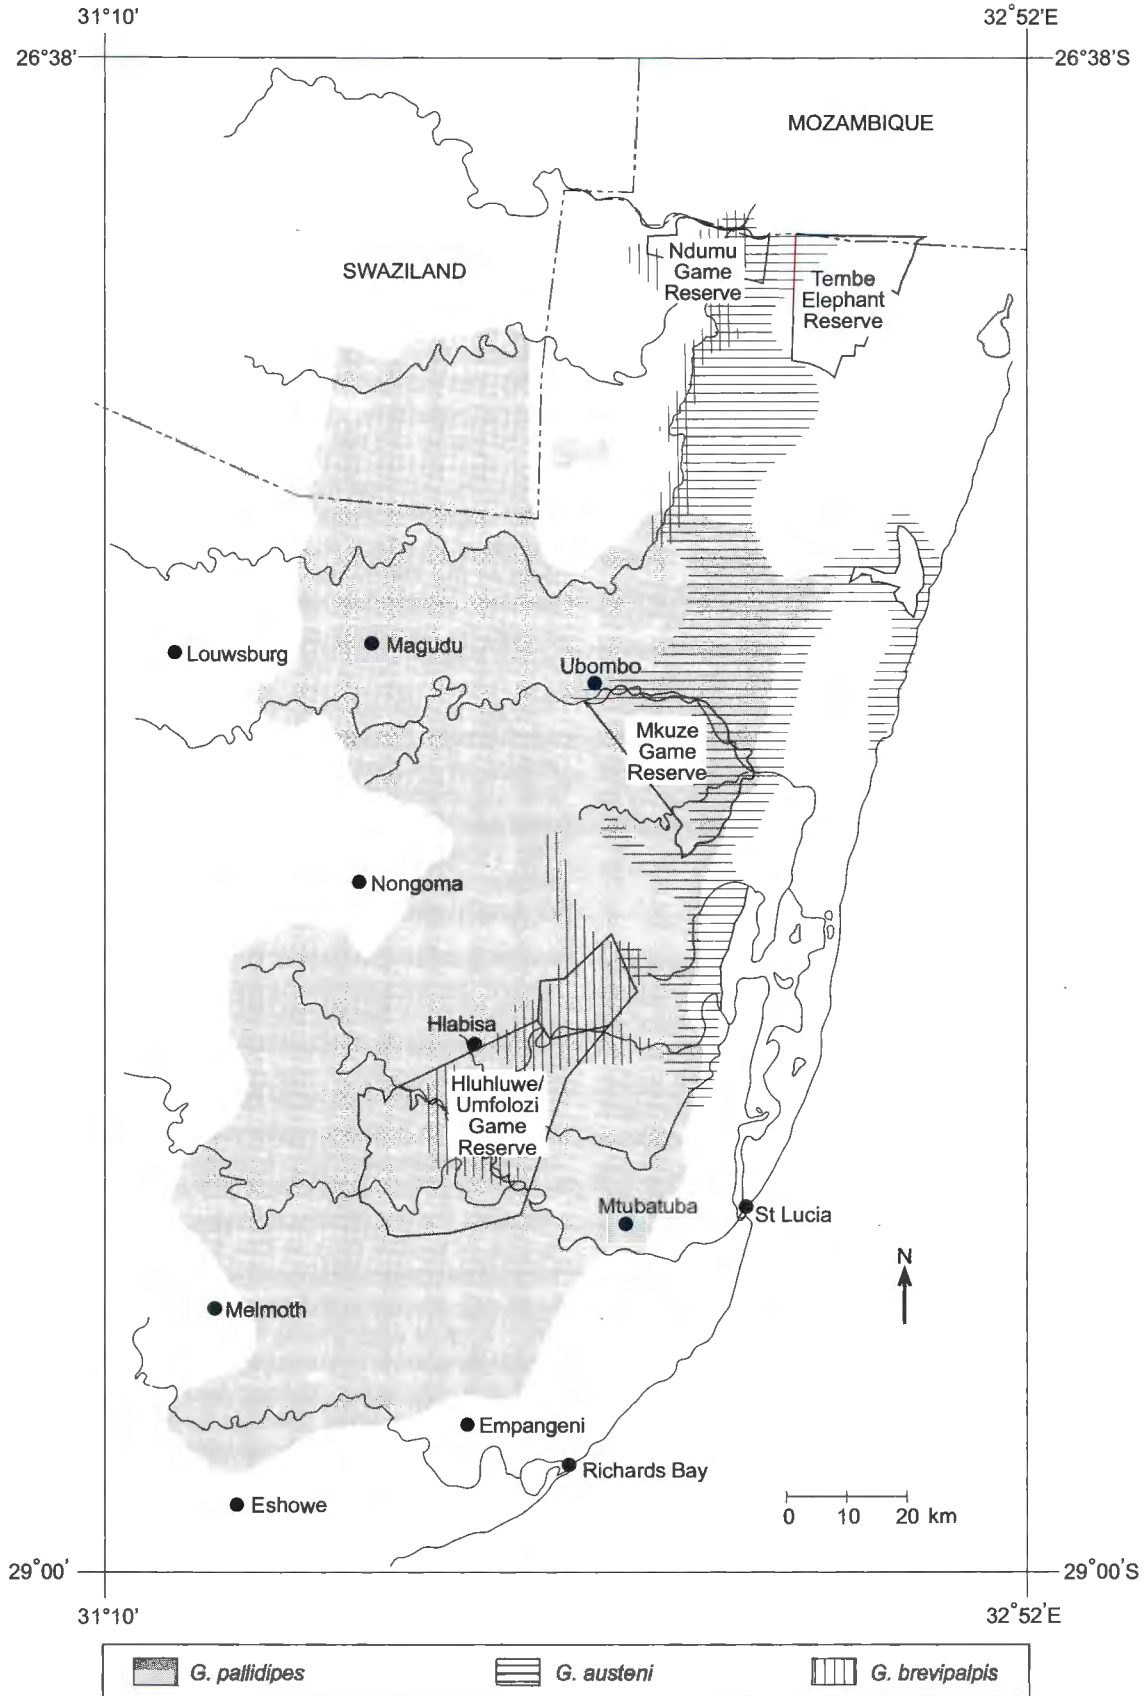 31°10'
32°52'E
26°38'
26°38'S
MOZAMBIQUE
SWAZILAND
Ndumu
Game
Reserve
Tembe
Elephant
Reserve
Louwsburg
Magudu
Ubombo
Mkuze
Game
Reserve
Nongoma
Hlabisa
Hluhluwe/
Umfolozi
Game
Reserve
Mtubatuba
St Lucia
N
Melmoth
Empangeni
Richards Bay
Eshowe
0 10 20 km
29°00'
29°00'S
31°10'
32°52'E
G. pallidipes
G. austeni
G. brevipalpis